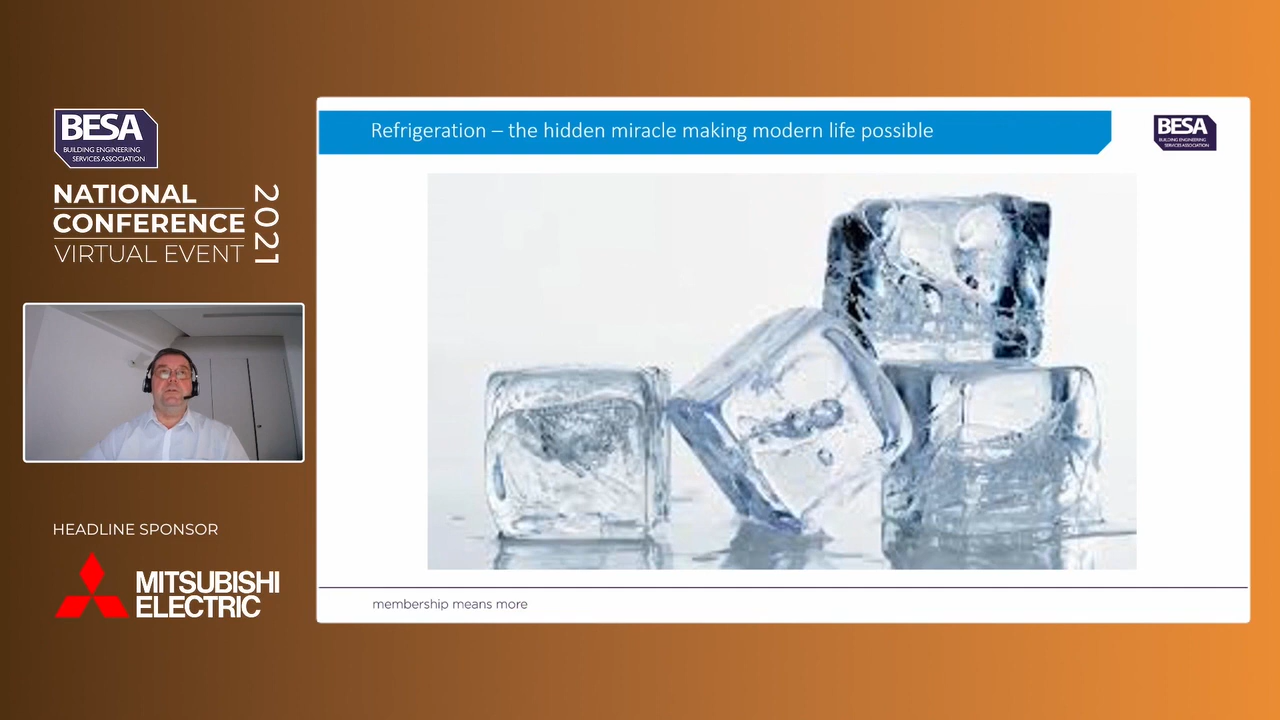 BESA
BUILDING ENGINEERING
SERVICES ASSOCIATION
NATIONAL
CONFERENCE
VIRTUAL EVENT
2021
HEADLINE SPONSOR
MITSUBISHI
ELECTRIC
Refrigeration – the hidden miracle making modern life possible
BESA
BUILDING ENGINEERING
SERVICES ASSOCIATION
membership means more